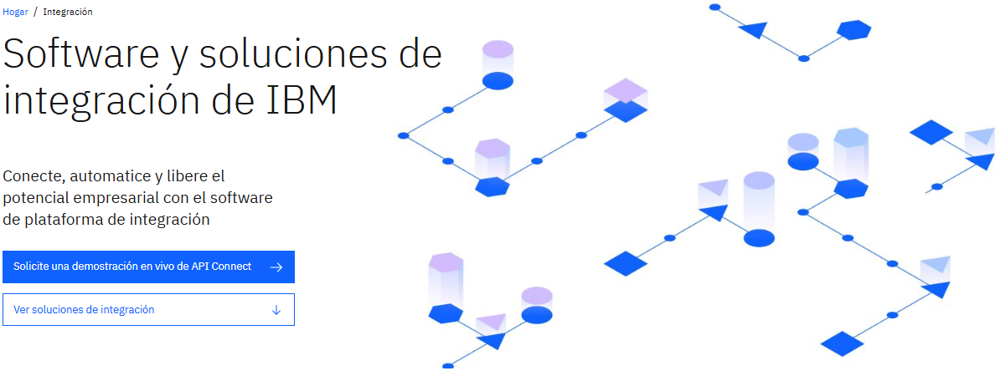 Hogar / Integración
Software y soluciones de
integración de IBM
Conecte, automatice y libere el
potencial empresarial con el software
de plataforma de integración
Solicite una demostración en vivo de API Connect →
Ver soluciones de integración ↓